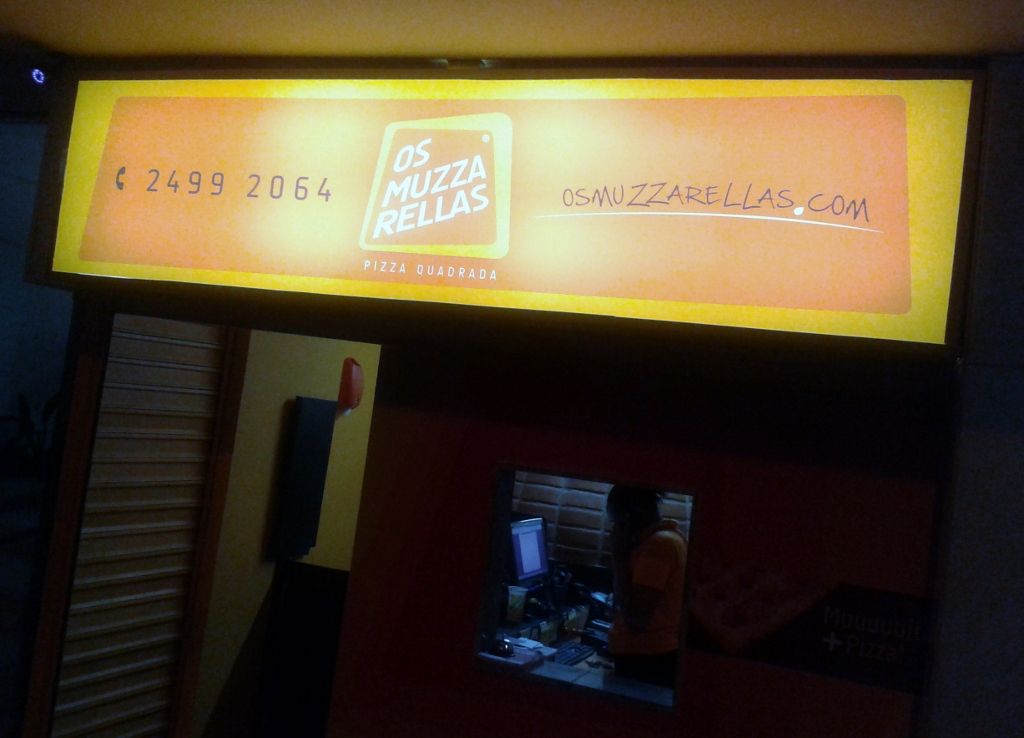 2499 2064
OS
MUZZA
RELLAS
PIZZA QUADRADA
OSMUZZARELLAS.COM
+Pizza!